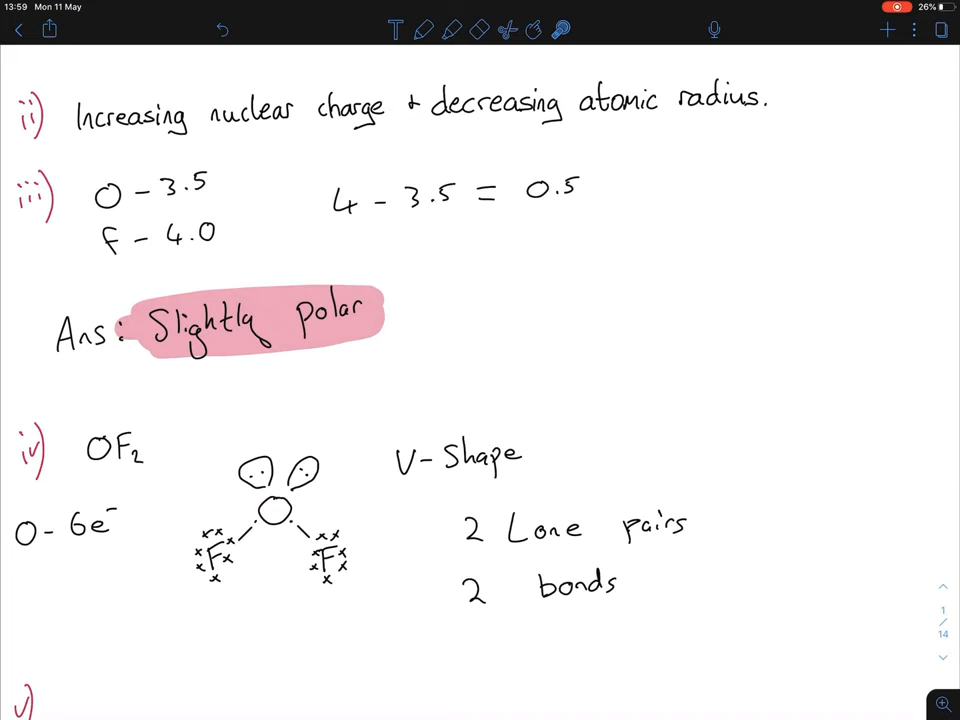 13:59 Mon 11 May 26%
ii) Increasing nuclear charge + decreasing atomic radius.
iii) O - 3.5 4 - 3.5 = 0.5
F - 4.0
Ans: Slightly polar
iv) OF₂ V-Shape
O - 6e⁻ F F 2 Lone pairs
2 bonds
1
/
14
v)